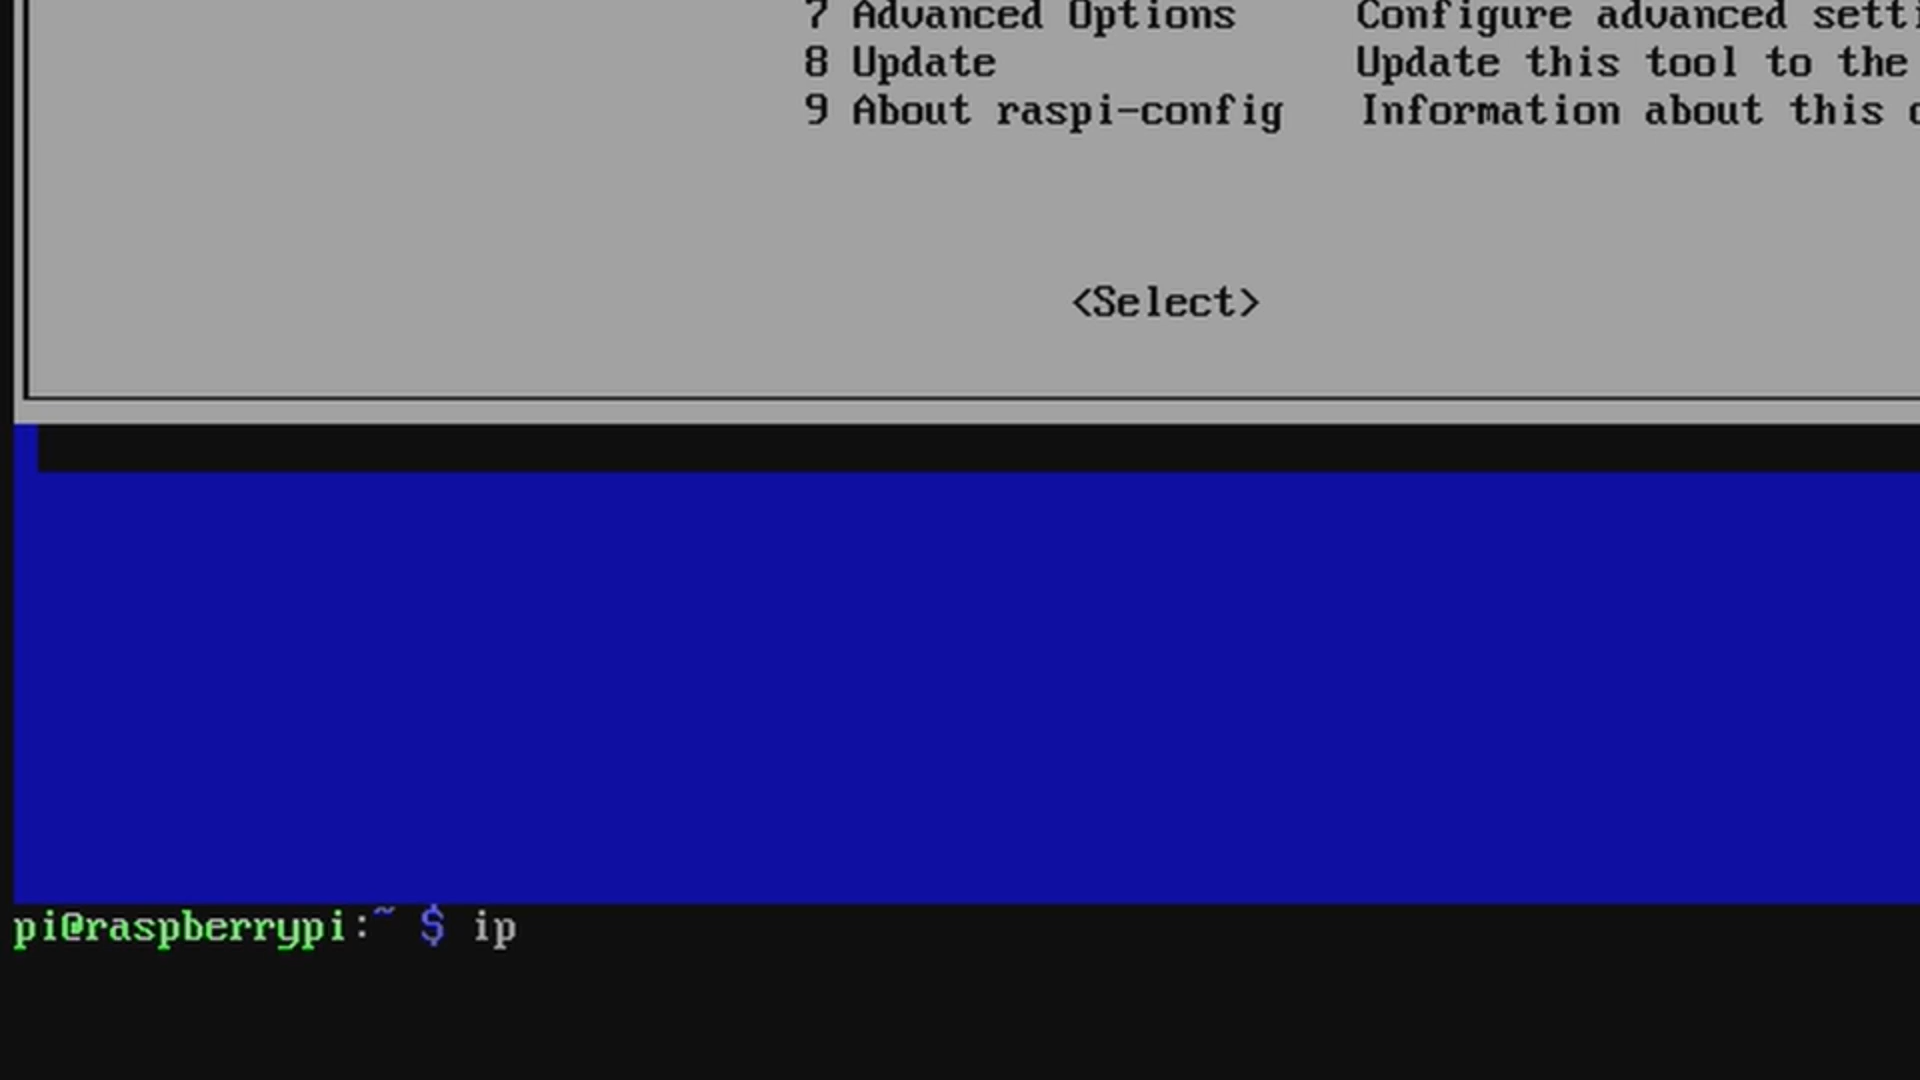 7 Advanced Options Configure advanced setti
8 Update Update this tool to the
9 About raspi-config Information about this
<Select>
pi@raspberrypi:~ $ ip